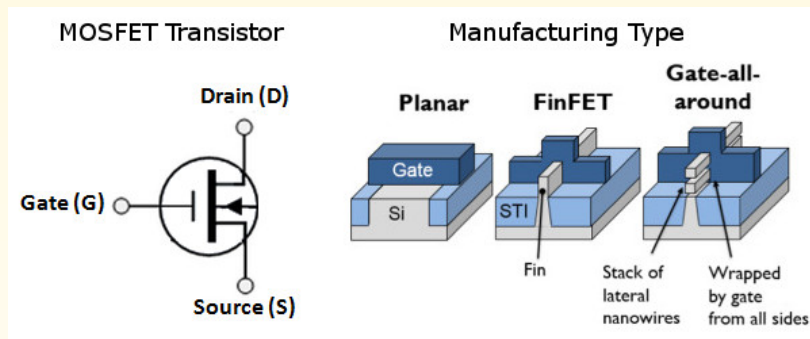 MOSFET Transistor
Drain (D)
Gate (G)
Source (S)
Manufacturing Type
Planar
FinFET
Gate-all-
around
Gate
Si
STI
Fin
Stack of
lateral
nanowires
Wrapped
by gate
from all sides